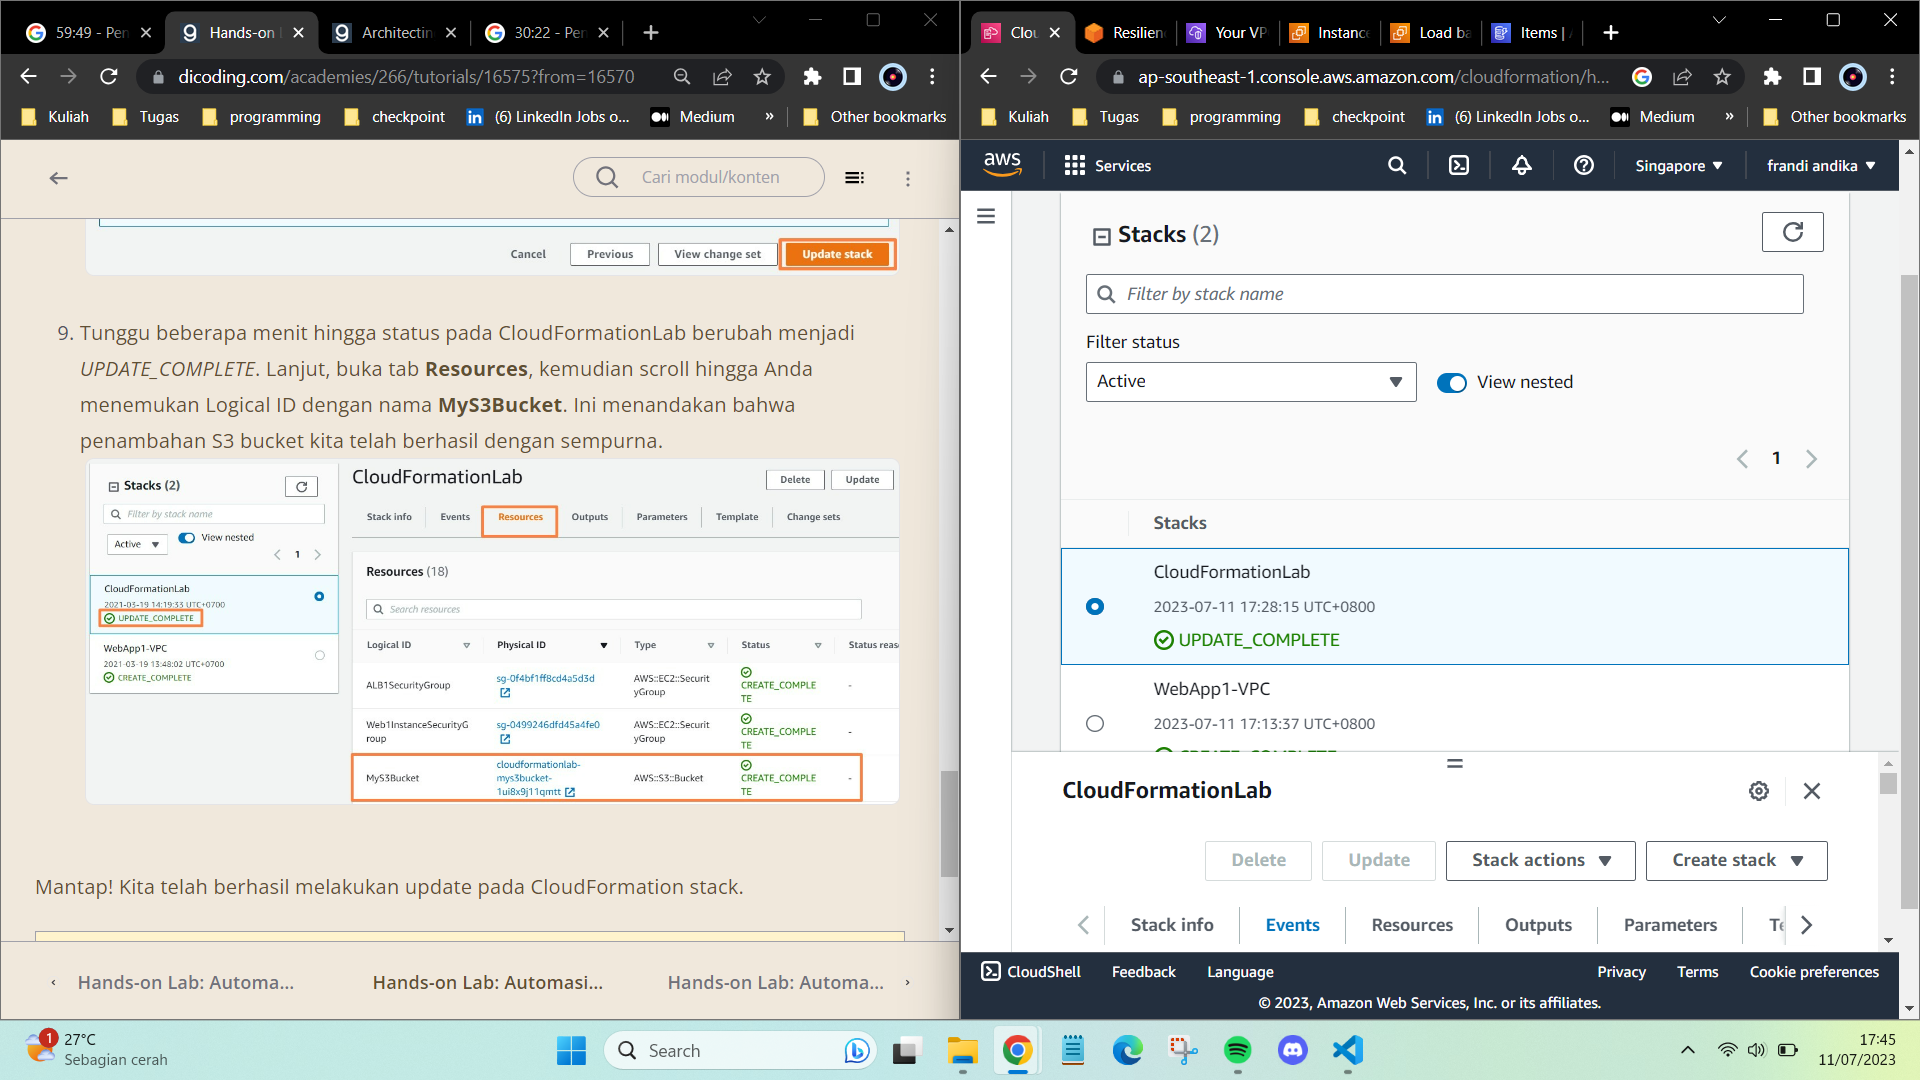 59:49 - Pen
Hands-on
Architectin
30:22 - Pen
dicoding.com/academies/266/tutorials/16575?from=16570
Kuliah
Tugas
programming
checkpoint
(6) LinkedIn Jobs o...
Medium
»
Other bookmarks
Cari modul/konten
Cancel
Previous
View change set
Update stack
9. Tunggu beberapa menit hingga status pada CloudFormationLab berubah menjadi
UPDATE_COMPLETE. Lanjut, buka tab Resources, kemudian scroll hingga Anda
menemukan Logical ID dengan nama MyS3Bucket. Ini menandakan bahwa
penambahan S3 bucket kita telah berhasil dengan sempurna.
Stacks (2)
Filter by stack name
Active
View nested
1
CloudFormationLab
2021-03-19 14:19:33 UTC+0700
UPDATE_COMPLETE
WebApp1-VPC
2021-03-19 13:48:02 UTC+0700
CREATE_COMPLETE
CloudFormationLab
Delete
Update
Stack info
Events
Resources
Outputs
Parameters
Template
Change sets
Resources (18)
Search resources
Logical ID
Physical ID
Type
Status
Status reas
ALB1SecurityGroup
sg-0f4bf1ff8cd4a5d3d
AWS::EC2::Securit
yGroup
CREATE_COMPLE
TE
-
Web1InstanceSecurityG
roup
sg-0499246dfd45a4fe0
AWS::EC2::Securit
yGroup
CREATE_COMPLE
TE
-
MyS3Bucket
cloudformationlab-
mys3bucket-
1ui8x9j11qmtt
AWS::S3::Bucket
CREATE_COMPLE
TE
-
Mantap! Kita telah berhasil melakukan update pada CloudFormation stack.
Hands-on Lab: Automa...
Hands-on Lab: Automasi...
Hands-on Lab: Automa...
Clou
Resilien
Your VP
Instance
Load ba
Items |
ap-southeast-1.console.aws.amazon.com/cloudformation/h...
Kuliah
Tugas
programming
checkpoint
(6) LinkedIn Jobs o...
Medium
»
Other bookmarks
aws
Services
Singapore
frandi andika
Stacks (2)
Filter by stack name
Filter status
Active
View nested
1
Stacks
CloudFormationLab
2023-07-11 17:28:15 UTC+0800
UPDATE_COMPLETE
WebApp1-VPC
2023-07-11 17:13:37 UTC+0800
CREATE_COMPLETE
CloudFormationLab
Delete
Update
Stack actions
Create stack
Stack info
Events
Resources
Outputs
Parameters
Te
CloudShell
Feedback
Language
Privacy
Terms
Cookie preferences
© 2023, Amazon Web Services, Inc. or its affiliates.
1
27°C
Sebagian cerah
Search
17:45
11/07/2023